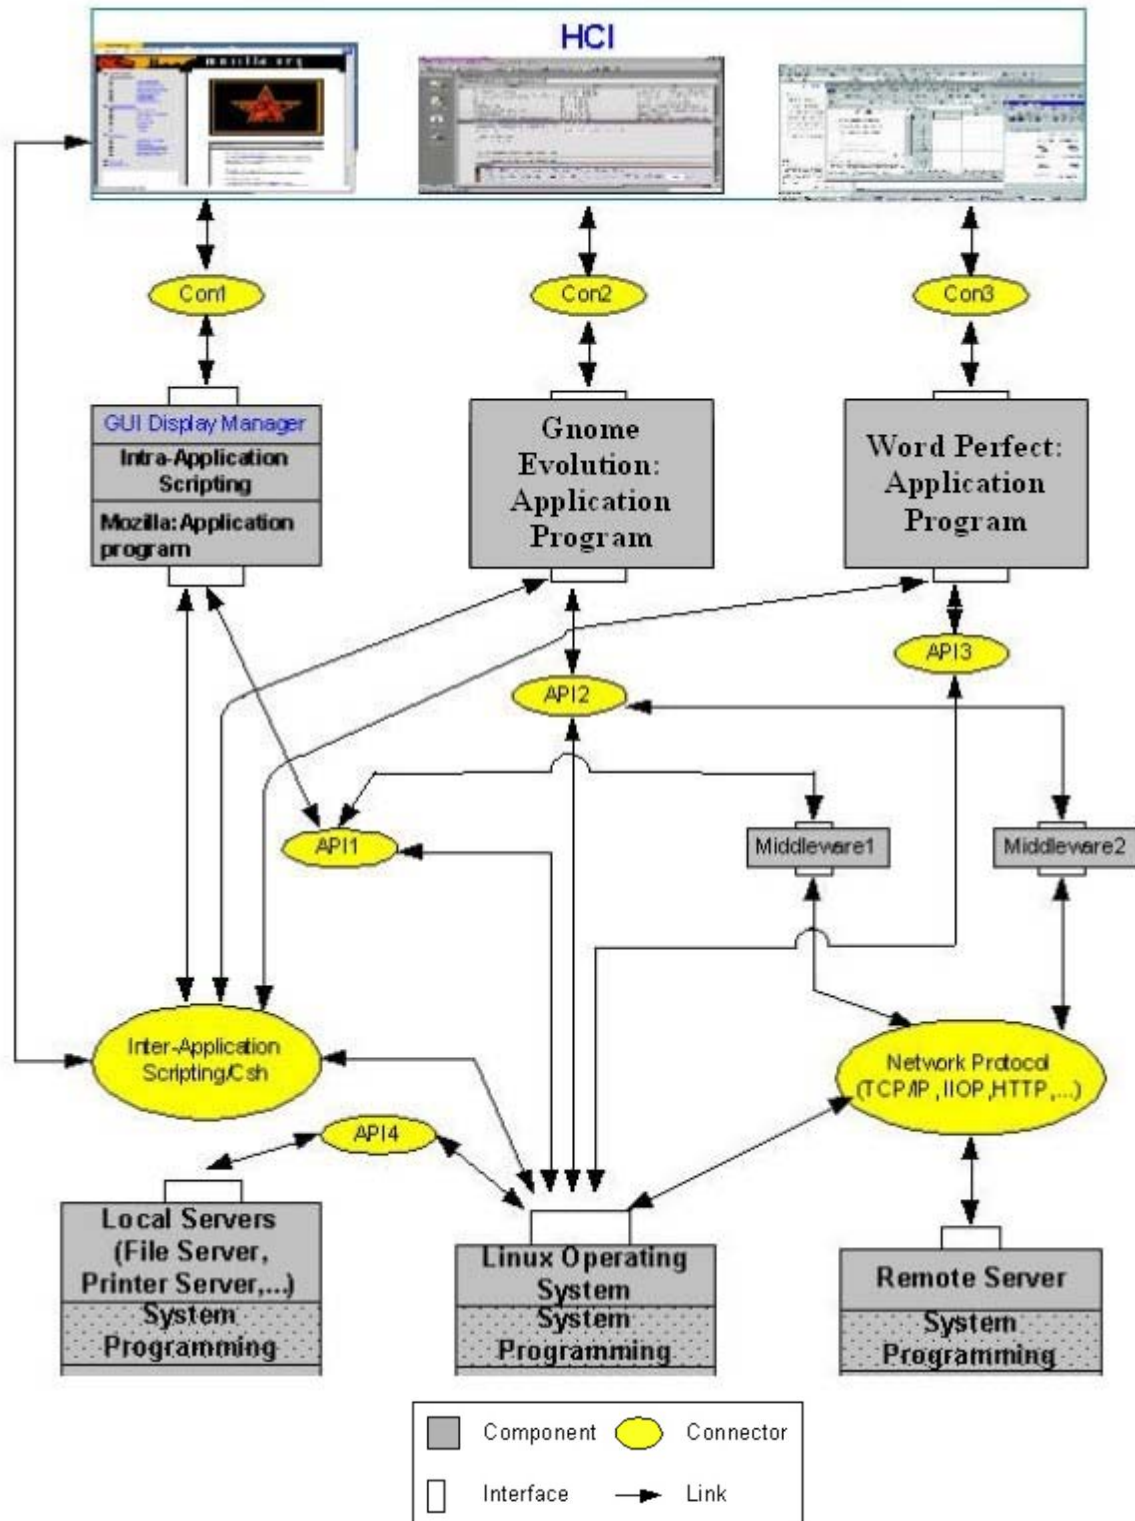 HCI
mozilla.org
Con1
Con2
Con3
GUI Display Manager
Intra-Application
Scripting
Mozilla: Application
program
Gnome
Evolution:
Application
Program
Word Perfect:
Application
Program
API3
API2
API1
Middleware1
Middleware2
Inter-Application
Scripting/Csh
Network Protocol
(TCP/IP,IIOP,HTTP,...)
API4
Local Servers
(File Server,
Printer Server,...)
System
Programming
Linux Operating
System
System
Programming
Remote Server
System
Programming
Component
Connector
Interface
Link